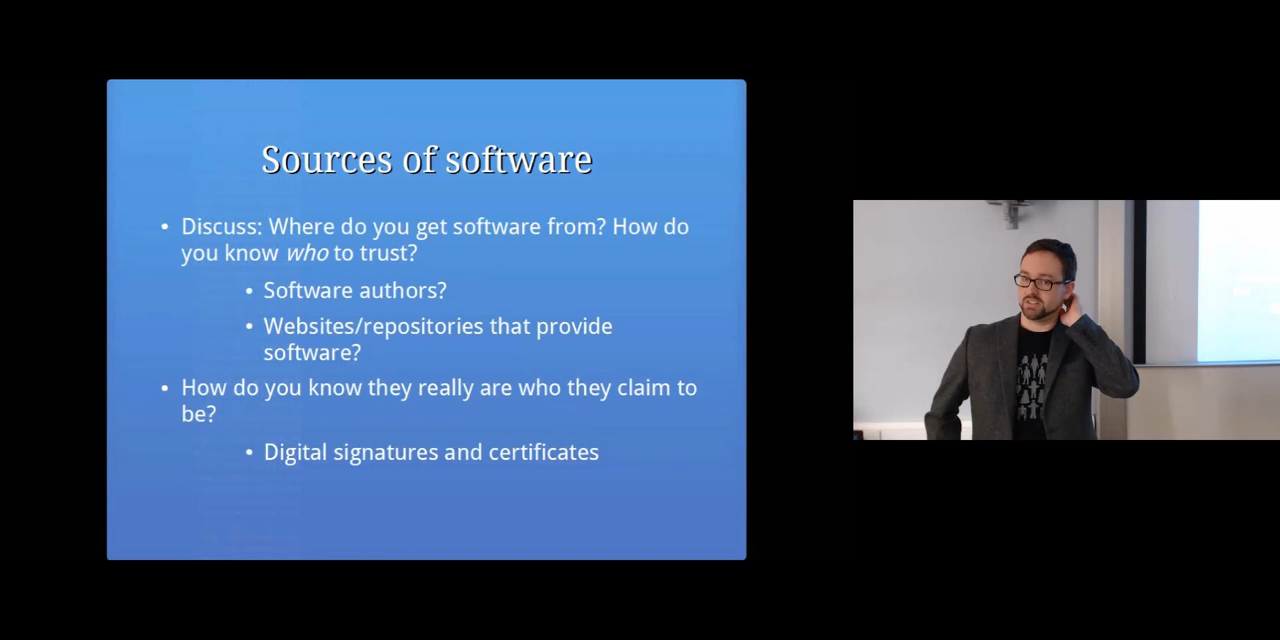 Sources of software
• Discuss: Where do you get software from? How do
you know who to trust?
• Software authors?
• Websites/repositories that provide
software?
• How do you know they really are who they claim to
be?
• Digital signatures and certificates